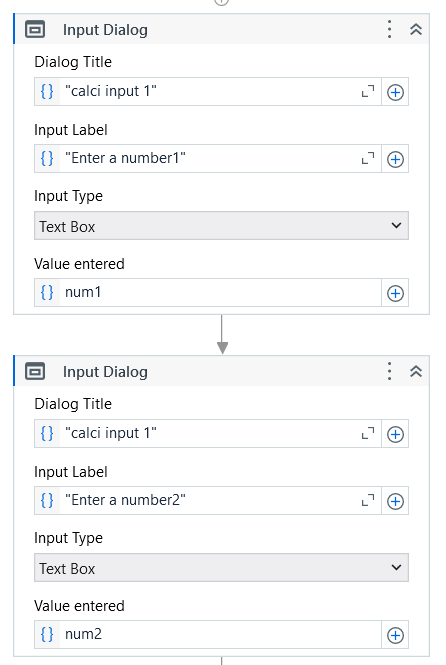 Input Dialog
Dialog Title
"calci input 1"
Input Label
"Enter a number1"
Input Type
Text Box
Value entered
num1
Input Dialog
Dialog Title
"calci input 1"
Input Label
"Enter a number2"
Input Type
Text Box
Value entered
num2